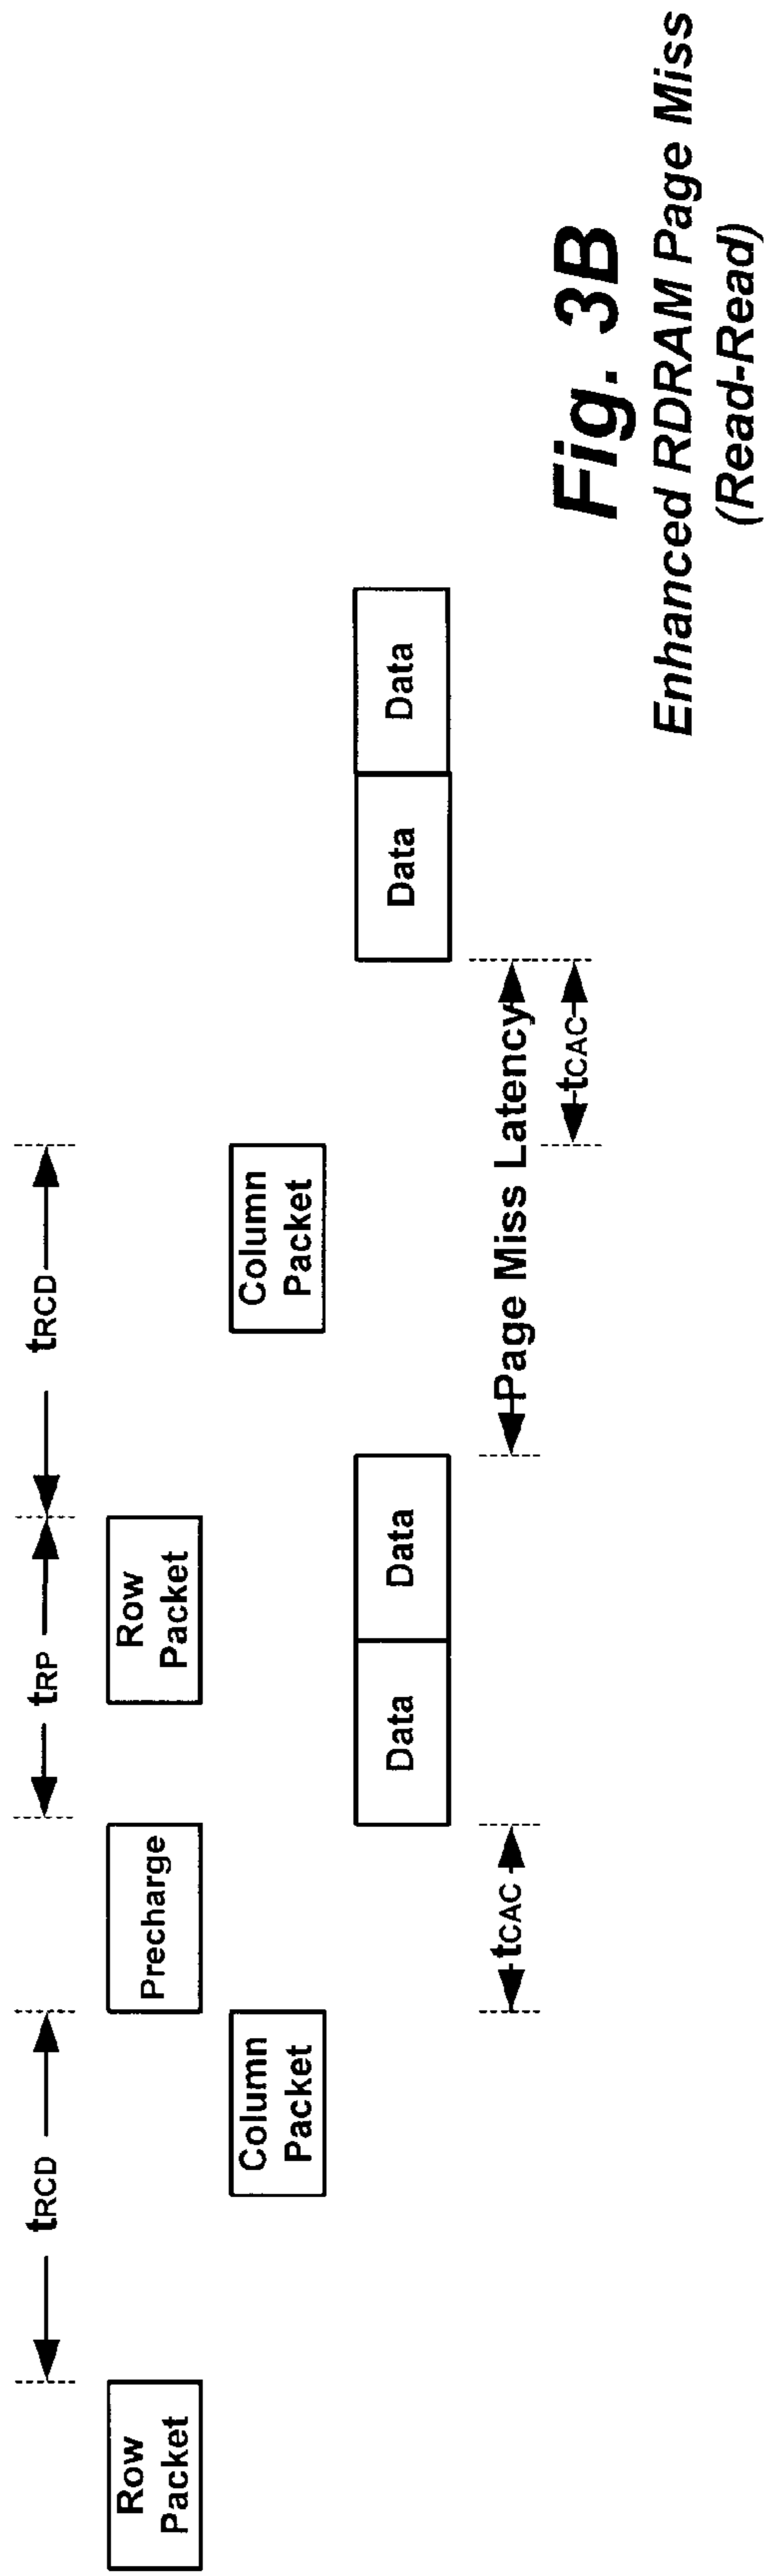 tRCD
tRP
tRCD
Row
Packet
Precharge
Row
Packet
Column
Packet
Column
Packet
Data
Data
Data
Data
tCAC
Page Miss Latency
tCAC
Fig. 3B
Enhanced RDRAM Page Miss
(Read-Read)